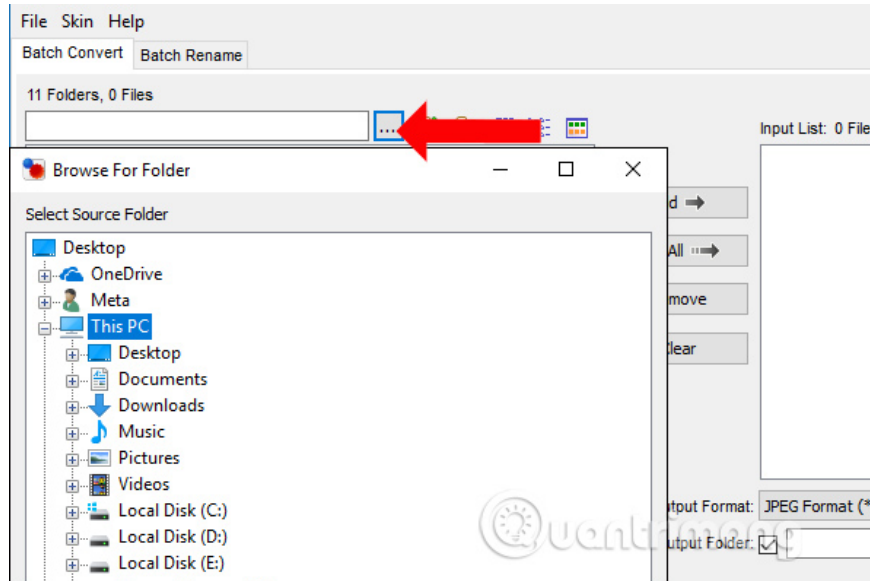 File Skin Help
Batch Convert Batch Rename
11 Folders, 0 Files
...
Input List: 0 File
Browse For Folder
Select Source Folder
Desktop
OneDrive
Meta
This PC
Desktop
Documents
Downloads
Music
Pictures
Videos
Local Disk (C:)
Local Disk (D:)
Local Disk (E:)
d
All
move
lear
tput Format: JPEG Format (*
utput Folder:
Quantrimang